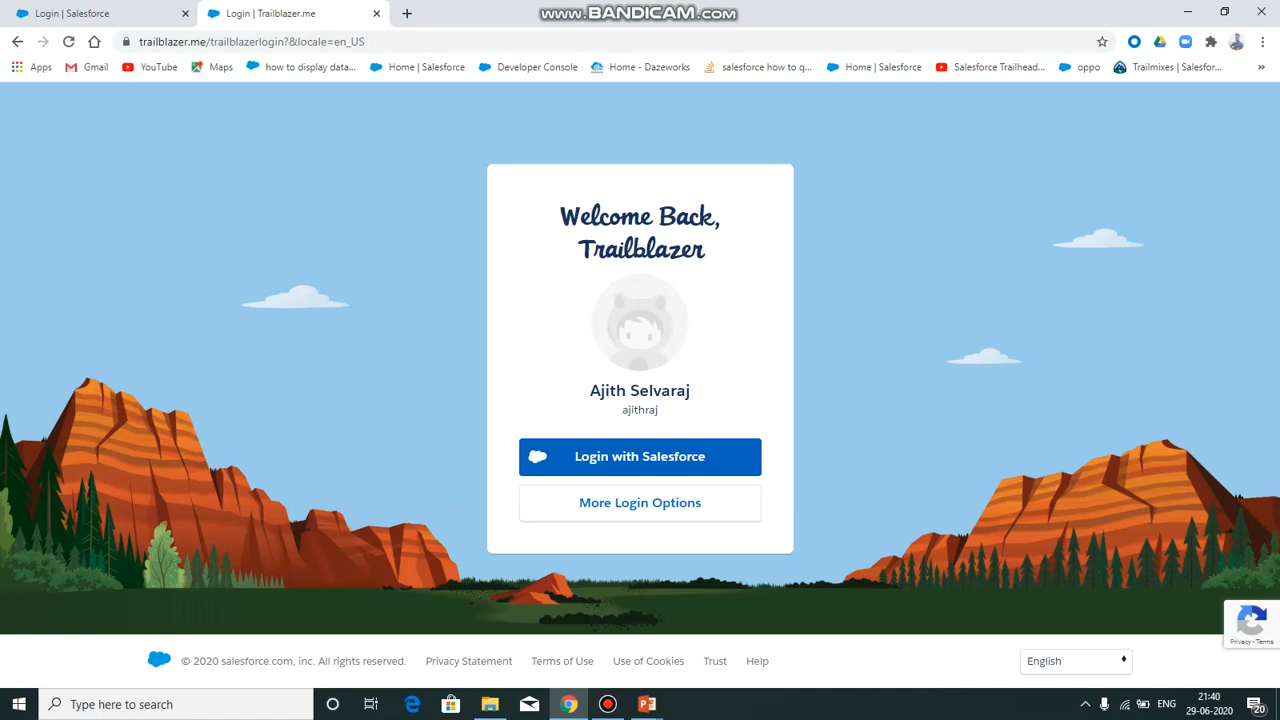 Login | Salesforce
Login | Trailblazer.me
www.BANDICAM.com
trailblazer.me/trailblazerlogin?&locale=en_US
Apps
Gmail
YouTube
Maps
how to display data...
Home | Salesforce
Developer Console
Home - Dazeworks
salesforce how to q...
Home | Salesforce
Salesforce Trailhead...
oppo
Trailmixes | Salesfor...
Welcome Back,
Trailblazer
Ajith Selvaraj
ajithraj
Login with Salesforce
More Login Options
Privacy - Terms
© 2020 salesforce.com, inc. All rights reserved.
Privacy Statement
Terms of Use
Use of Cookies
Trust
Help
English
Type here to search
ENG
21:40
29-06-2020
20